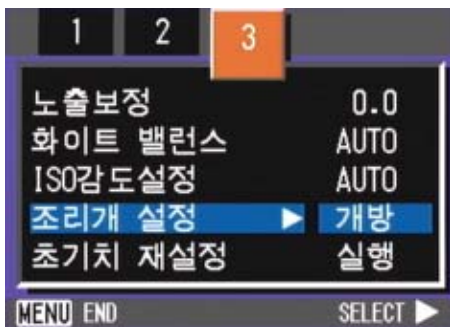 1 2 3
노출보정 0.0
화이트 밸런스 AUTO
ISO감도설정 AUTO
조리개 설정 ▶ 개방
초기치 재설정 실행
MENU END SELECT ▶